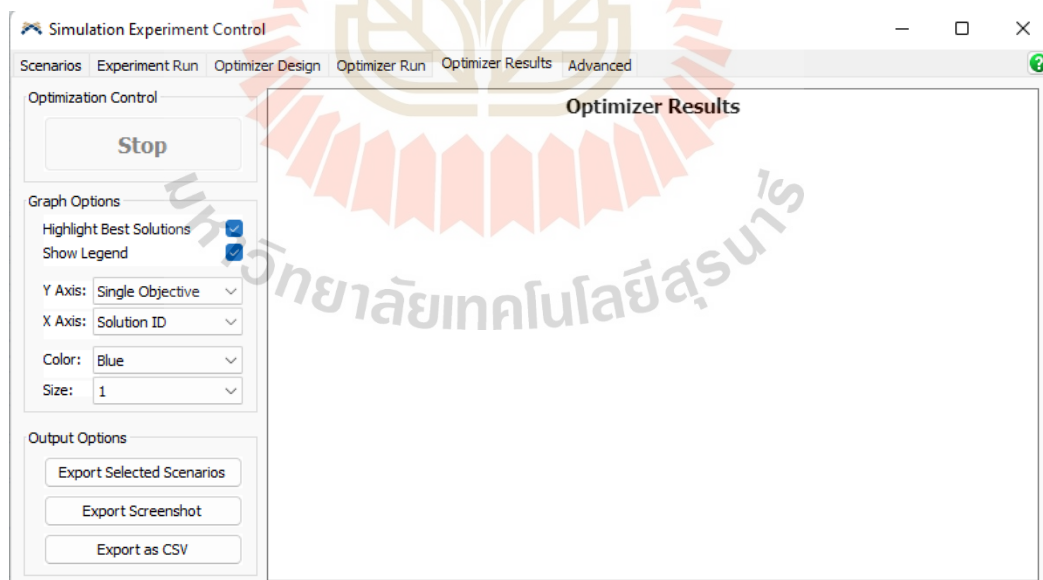 Simulation Experiment Control
Scenarios Experiment Run Optimizer Design Optimizer Run Optimizer Results Advanced
Optimization Control
Stop
Graph Options
Highlight Best Solutions
Show Legend
Y Axis: Single Objective
X Axis: Solution ID
Color: Blue
Size: 1
Output Options
Export Selected Scenarios
Export Screenshot
Export as CSV
Optimizer Results
มหาวิทยาลัยเทคโนโลยีสุรนารี